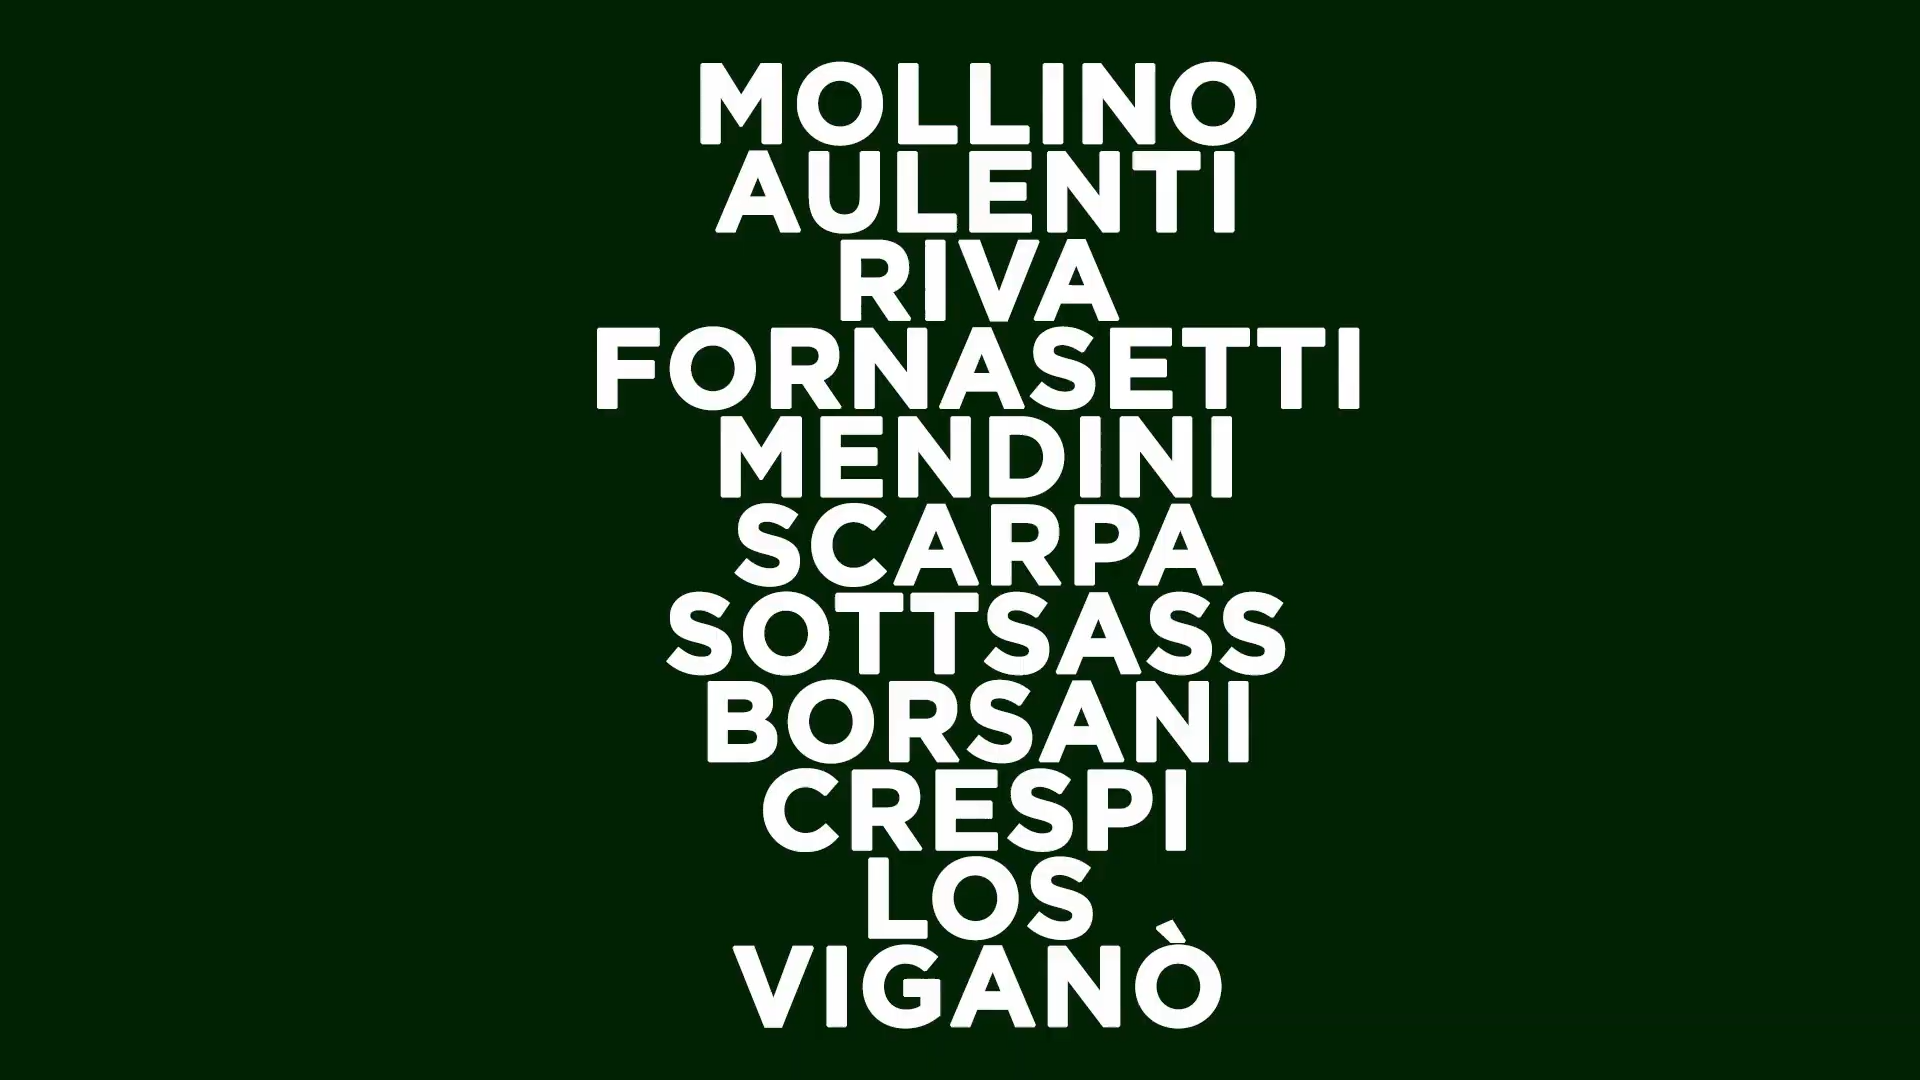 MOLLINO
AULENTI
RIVA
FORNASETTI
MENDINI
SCARPA
SOTTSASS
BORSANI
CRESPI
LOS
VIGANÒ